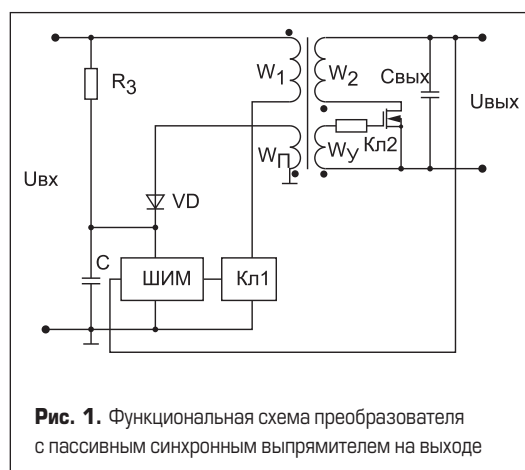 R3
W1
W2
Cвых
Uвых
Кл2
WП
WУ
Uвх
VD
C
ШИМ
Кл1
Рис. 1. Функциональная схема преобразователя
с пассивным синхронным выпрямителем на выходе